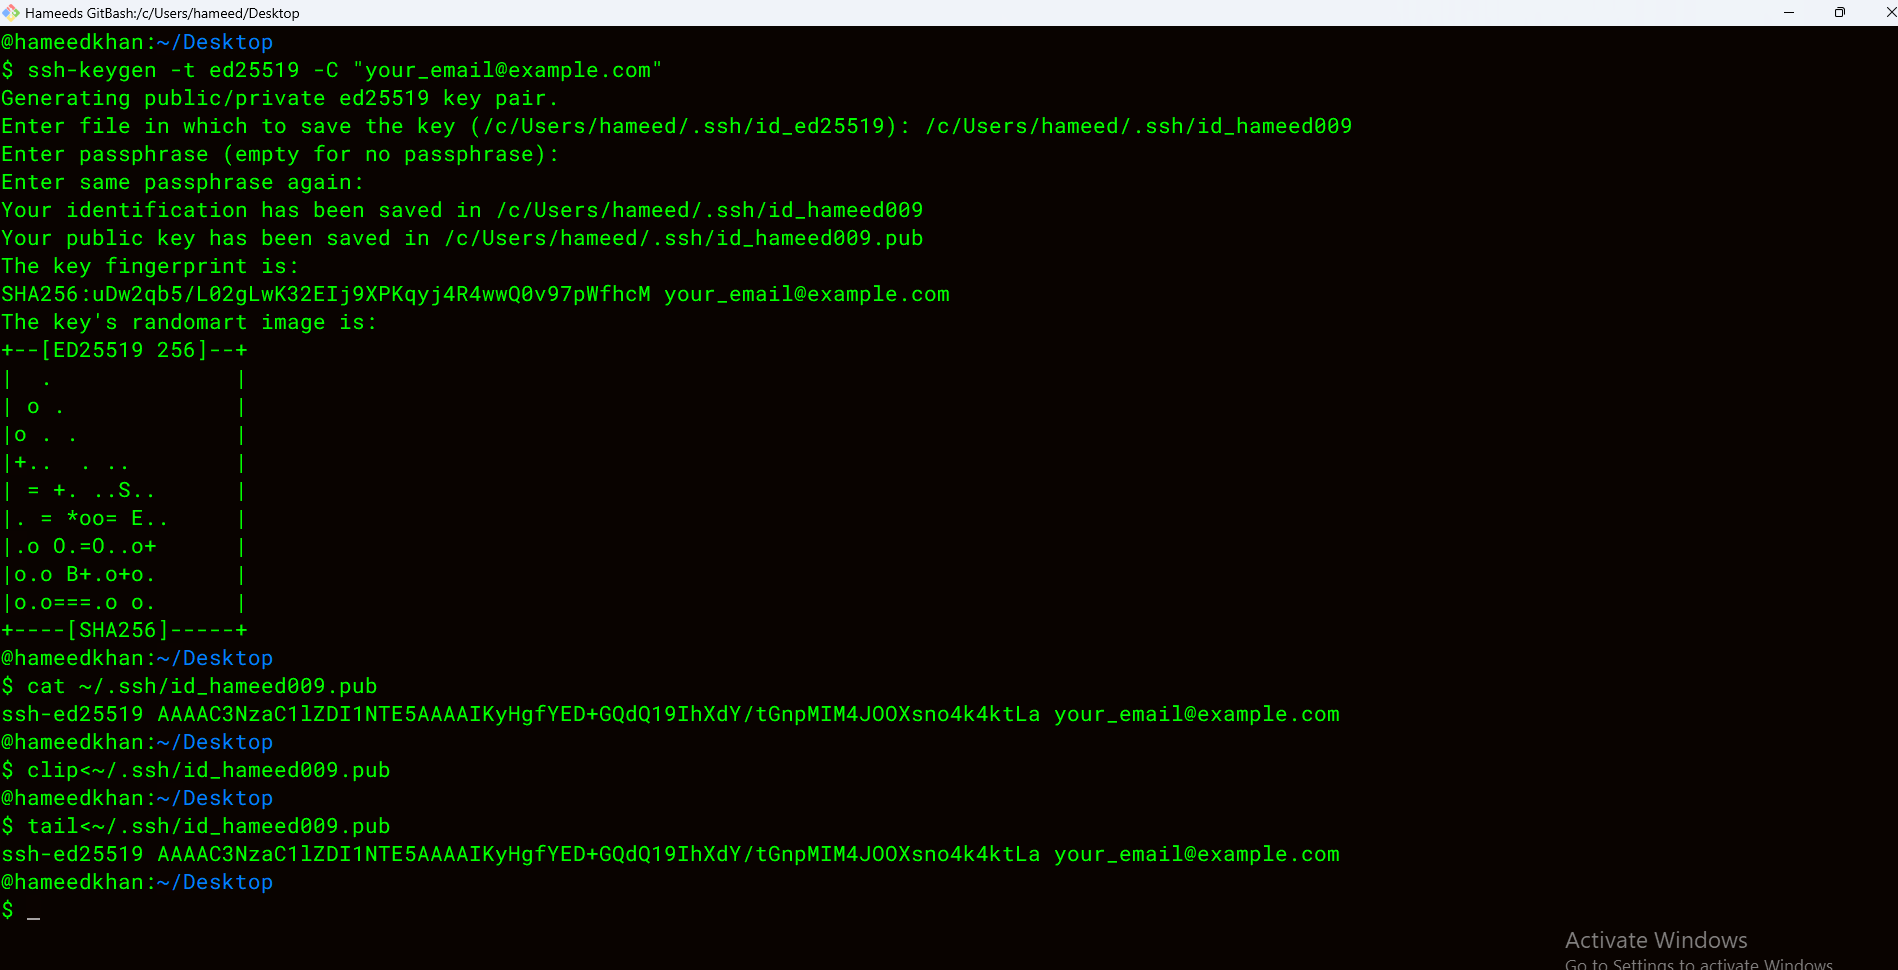 Hameeds GitBash:/c/Users/hameed/Desktop
@hameedkhan:~/Desktop
$ ssh-keygen -t ed25519 -C "your_email@example.com"
Generating public/private ed25519 key pair.
Enter file in which to save the key (/c/Users/hameed/.ssh/id_ed25519): /c/Users/hameed/.ssh/id_hameed009
Enter passphrase (empty for no passphrase):
Enter same passphrase again:
Your identification has been saved in /c/Users/hameed/.ssh/id_hameed009
Your public key has been saved in /c/Users/hameed/.ssh/id_hameed009.pub
The key fingerprint is:
SHA256:uDw2qb5/L02gLwK32EIj9XPKqyj4R4wwQ0v97pWfhcM your_email@example.com
The key's randomart image is:
+--[ED25519 256]--+
|  .              |
| o .             |
|o . .            |
|+..  . ..        |
| = +. ..S..      |
|. = *oo= E..     |
|.o O.=O..o+      |
|o.o B+.o+o.      |
|o.o===.o o.      |
+----[SHA256]-----+
@hameedkhan:~/Desktop
$ cat ~/.ssh/id_hameed009.pub
ssh-ed25519 AAAAC3NzaC1lZDI1NTE5AAAAIKyHgfYED+GQdQ19IhXdY/tGnpMIM4JOOXsno4k4ktLa your_email@example.com
@hameedkhan:~/Desktop
$ clip<~/.ssh/id_hameed009.pub
@hameedkhan:~/Desktop
$ tail<~/.ssh/id_hameed009.pub
ssh-ed25519 AAAAC3NzaC1lZDI1NTE5AAAAIKyHgfYED+GQdQ19IhXdY/tGnpMIM4JOOXsno4k4ktLa your_email@example.com
@hameedkhan:~/Desktop
$ _
Activate Windows
Go to Settings to activate Windows.